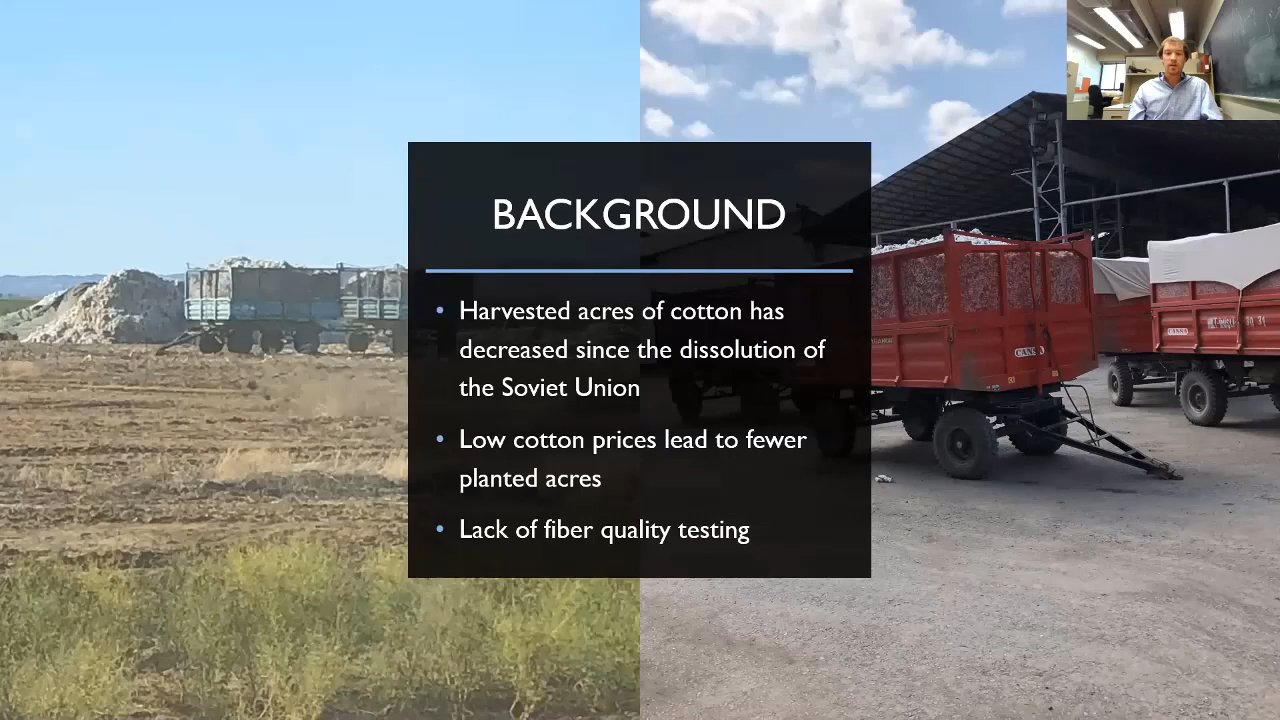 BACKGROUND
• Harvested acres of cotton has
decreased since the dissolution of
the Soviet Union
• Low cotton prices lead to fewer
planted acres
• Lack of fiber quality testing